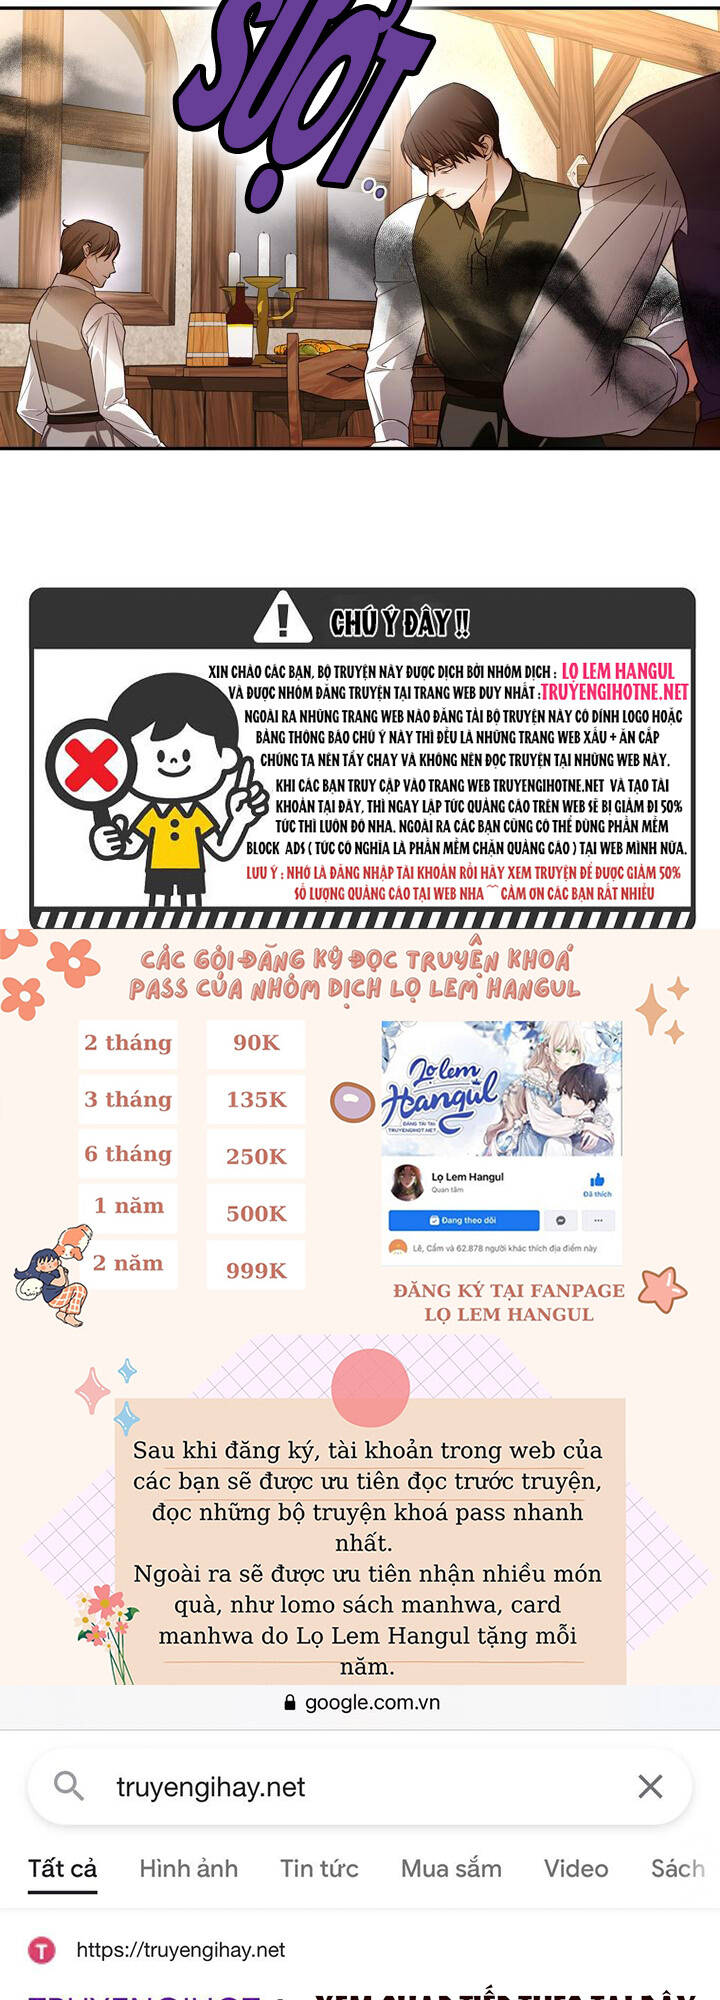 SƯỢT
CHÚ Ý ĐÂY !!
XIN CHÀO CÁC BẠN, BỘ TRUYỆN NÀY ĐƯỢC DỊCH BỞI NHÓM DỊCH : LỌ LEM HANGUL
VÀ ĐƯỢC NHÓM ĐĂNG TRUYỆN TẠI TRANG WEB DUY NHẤT :TRUYENGIHOTNE.NET
NGOÀI RA NHỮNG TRANG WEB NÀO ĐĂNG TẢI BỘ TRUYỆN NÀY CÓ ĐÍNH LOGO HOẶC
BẢNG THÔNG BÁO CHÚ Ý NÀY THÌ ĐỀU LÀ NHỮNG TRANG WEB XẤU + ĂN CẮP
CHÚNG TA NÊN TẨY CHAY VÀ KHÔNG NÊN ĐỌC TRUYỆN TẠI NHỮNG WEB NÀY.
KHI CÁC BẠN TRUY CẬP VÀO TRANG WEB TRUYENGIHOTNE.NET VÀ TẠO TÀI
KHOẢN TẠI ĐÂY, THÌ NGAY LẬP TỨC QUẢNG CÁO TRÊN WEB SẼ BỊ GIẢM ĐI 50%
TỨC THÌ LUÔN ĐÓ NHA. NGOÀI RA CÁC BẠN CŨNG CÓ THỂ DÙNG PHẦN MỀM
BLOCK ADS ( TỨC CÓ NGHĨA LÀ PHẦN MỀM CHẶN QUẢNG CÁO ) TẠI WEB MÌNH NỮA.
LƯU Ý : NHỚ LÀ ĐĂNG NHẬP TÀI KHOẢN RỒI HÃY XEM TRUYỆN ĐỂ ĐƯỢC GIẢM 50%
SỐ LƯỢNG QUẢNG CÁO TẠI WEB NHA ^^ CẢM ƠN CÁC BẠN RẤT NHIỀU
CÁC GÓI ĐĂNG KÝ ĐỌC TRUYỆN KHOÁ
PASS CỦA NHÓM DỊCH LỌ LEM HANGUL
2 tháng 90K
3 tháng 135K
6 tháng 250K
1 năm 500K
2 năm 999K
Lọ lem
Hangul
ĐĂNG TẢI TẠI
TRUYENGIHOT.NET
Lọ Lem Hangul
Quan tâm
Đã thích
Đang theo dõi
Lê, Cẩm và 62.878 người khác thích địa điểm này
ĐĂNG KÝ TẠI FANPAGE
LỌ LEM HANGUL
Sau khi đăng ký, tài khoản trong web của
các bạn sẽ được ưu tiên đọc trước truyện,
đọc những bộ truyện khoá pass nhanh
nhất.
Ngoài ra sẽ được ưu tiên nhận nhiều món
quà, như lomo sách manhwa, card
manhwa do Lọ Lem Hangul tặng mỗi
năm.
google.com.vn
truyengihay.net
Tất cả Hình ảnh Tin tức Mua sắm Video Sách
T https://truyengihay.net